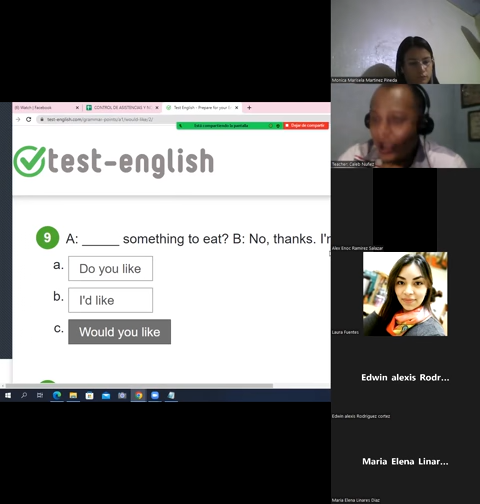 Watch | Facebook
CONTROL DE ASISTENCIAS Y N
Test English - Prepare for your
test-english.com/grammar-points/a1/would-like/2/
Está compartiendo la pantalla
Dejar de compartir
test-english
9 A: _____ something to eat? B: No, thanks. I'
a. Do you like
b. I'd like
c. Would you like
Monica Marisela Martinez Pineda
Teacher: Caleb Nuñez
Alex Enoc Ramirez Salazar
Laura Fuentes
Edwin alexis Rodr...
Edwin alexis Rodriguez cortez
Maria Elena Linar...
Maria Elena Linares Diaz